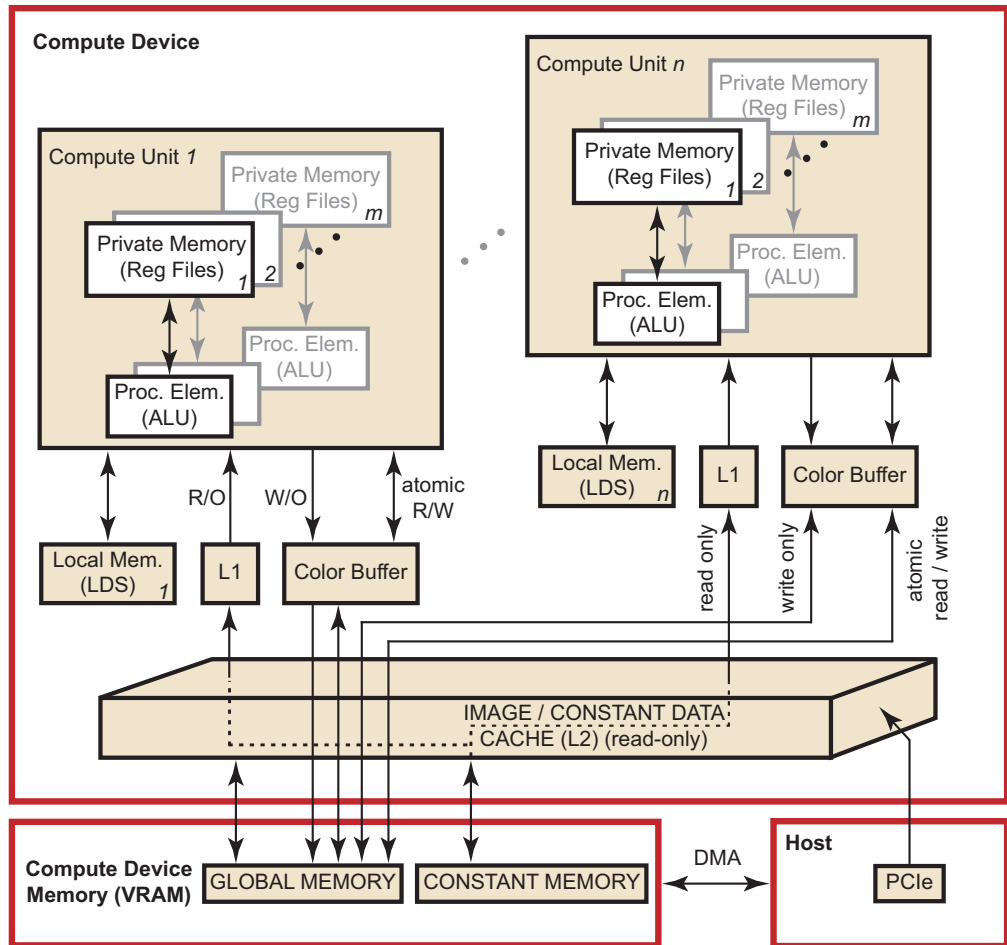 Compute Device
Compute Unit n
Private Memory
(Reg Files)
m
Private Memory
(Reg Files)
1
2
Proc. Elem.
(ALU)
Proc. Elem.
(ALU)
Compute Unit 1
Private Memory
(Reg Files)
m
Private Memory
(Reg Files)
1
2
Proc. Elem.
(ALU)
Proc. Elem.
(ALU)
Local Mem.
(LDS)
n
L1
Color Buffer
R/O
W/O
atomic
R/W
Local Mem.
(LDS)
1
L1
Color Buffer
read only
write only
atomic
read / write
IMAGE / CONSTANT DATA
CACHE (L2) (read-only)
Compute Device
Memory (VRAM)
GLOBAL MEMORY
CONSTANT MEMORY
DMA
Host
PCIe